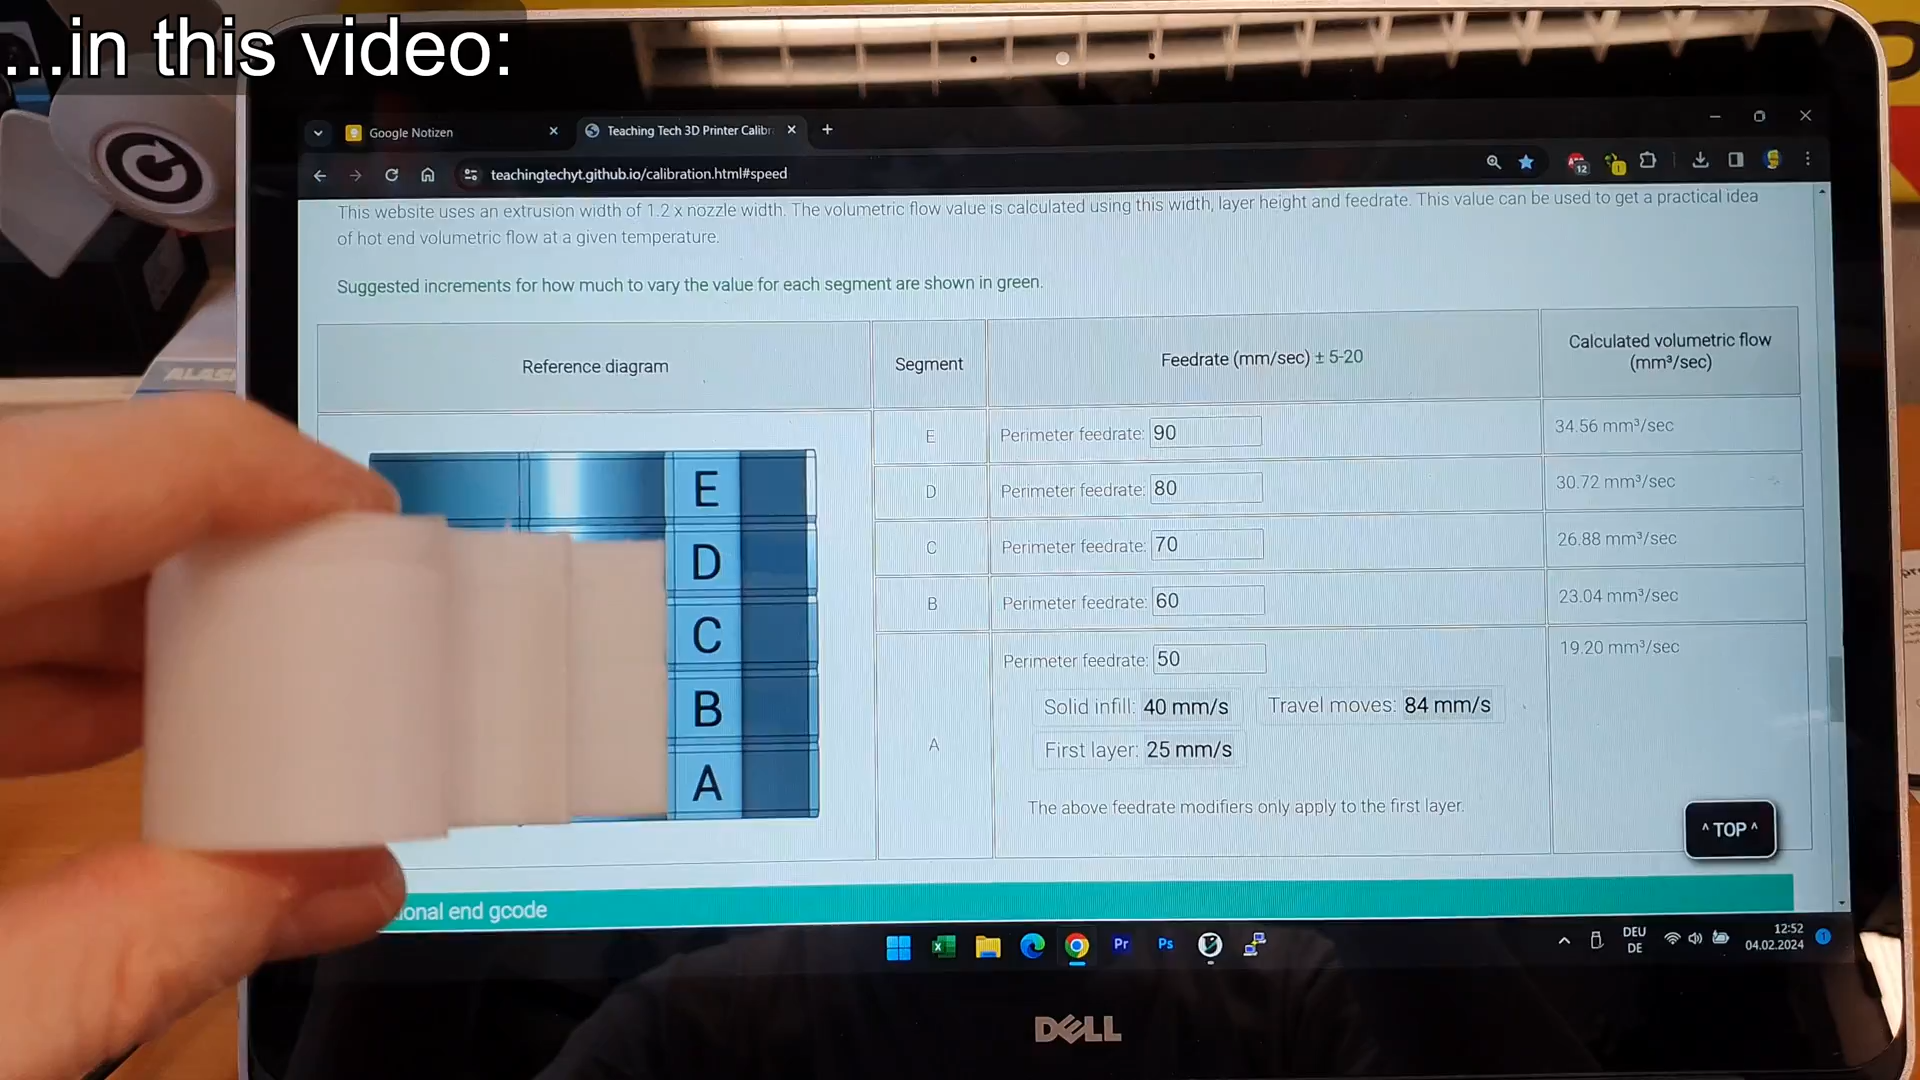 ...in this video:
Google Notizen
Teaching Tech 3D Printer Calibr
teachingtechyt.github.io/calibration.html#speed
12
1
This website uses an extrusion width of 1.2 x nozzle width. The volumetric flow value is calculated using this width, layer height and feedrate. This value can be used to get a practical idea
of hot end volumetric flow at a given temperature.
Suggested increments for how much to vary the value for each segment are shown in green.
Reference diagram
Segment
Feedrate (mm/sec) ± 5-20
Calculated volumetric flow
(mm³/sec)
E
D
C
B
A
E
Perimeter feedrate: 90
34.56 mm³/sec
D
Perimeter feedrate: 80
30.72 mm³/sec
C
Perimeter feedrate: 70
26.88 mm³/sec
B
Perimeter feedrate: 60
23.04 mm³/sec
A
Perimeter feedrate: 50
19.20 mm³/sec
Solid infill: 40 mm/s
Travel moves: 84 mm/s
First layer: 25 mm/s
The above feedrate modifiers only apply to the first layer.
^ TOP ^
ional end gcode
Pr
Ps
DEU
DE
12:52
04.02.2024
1
DELL